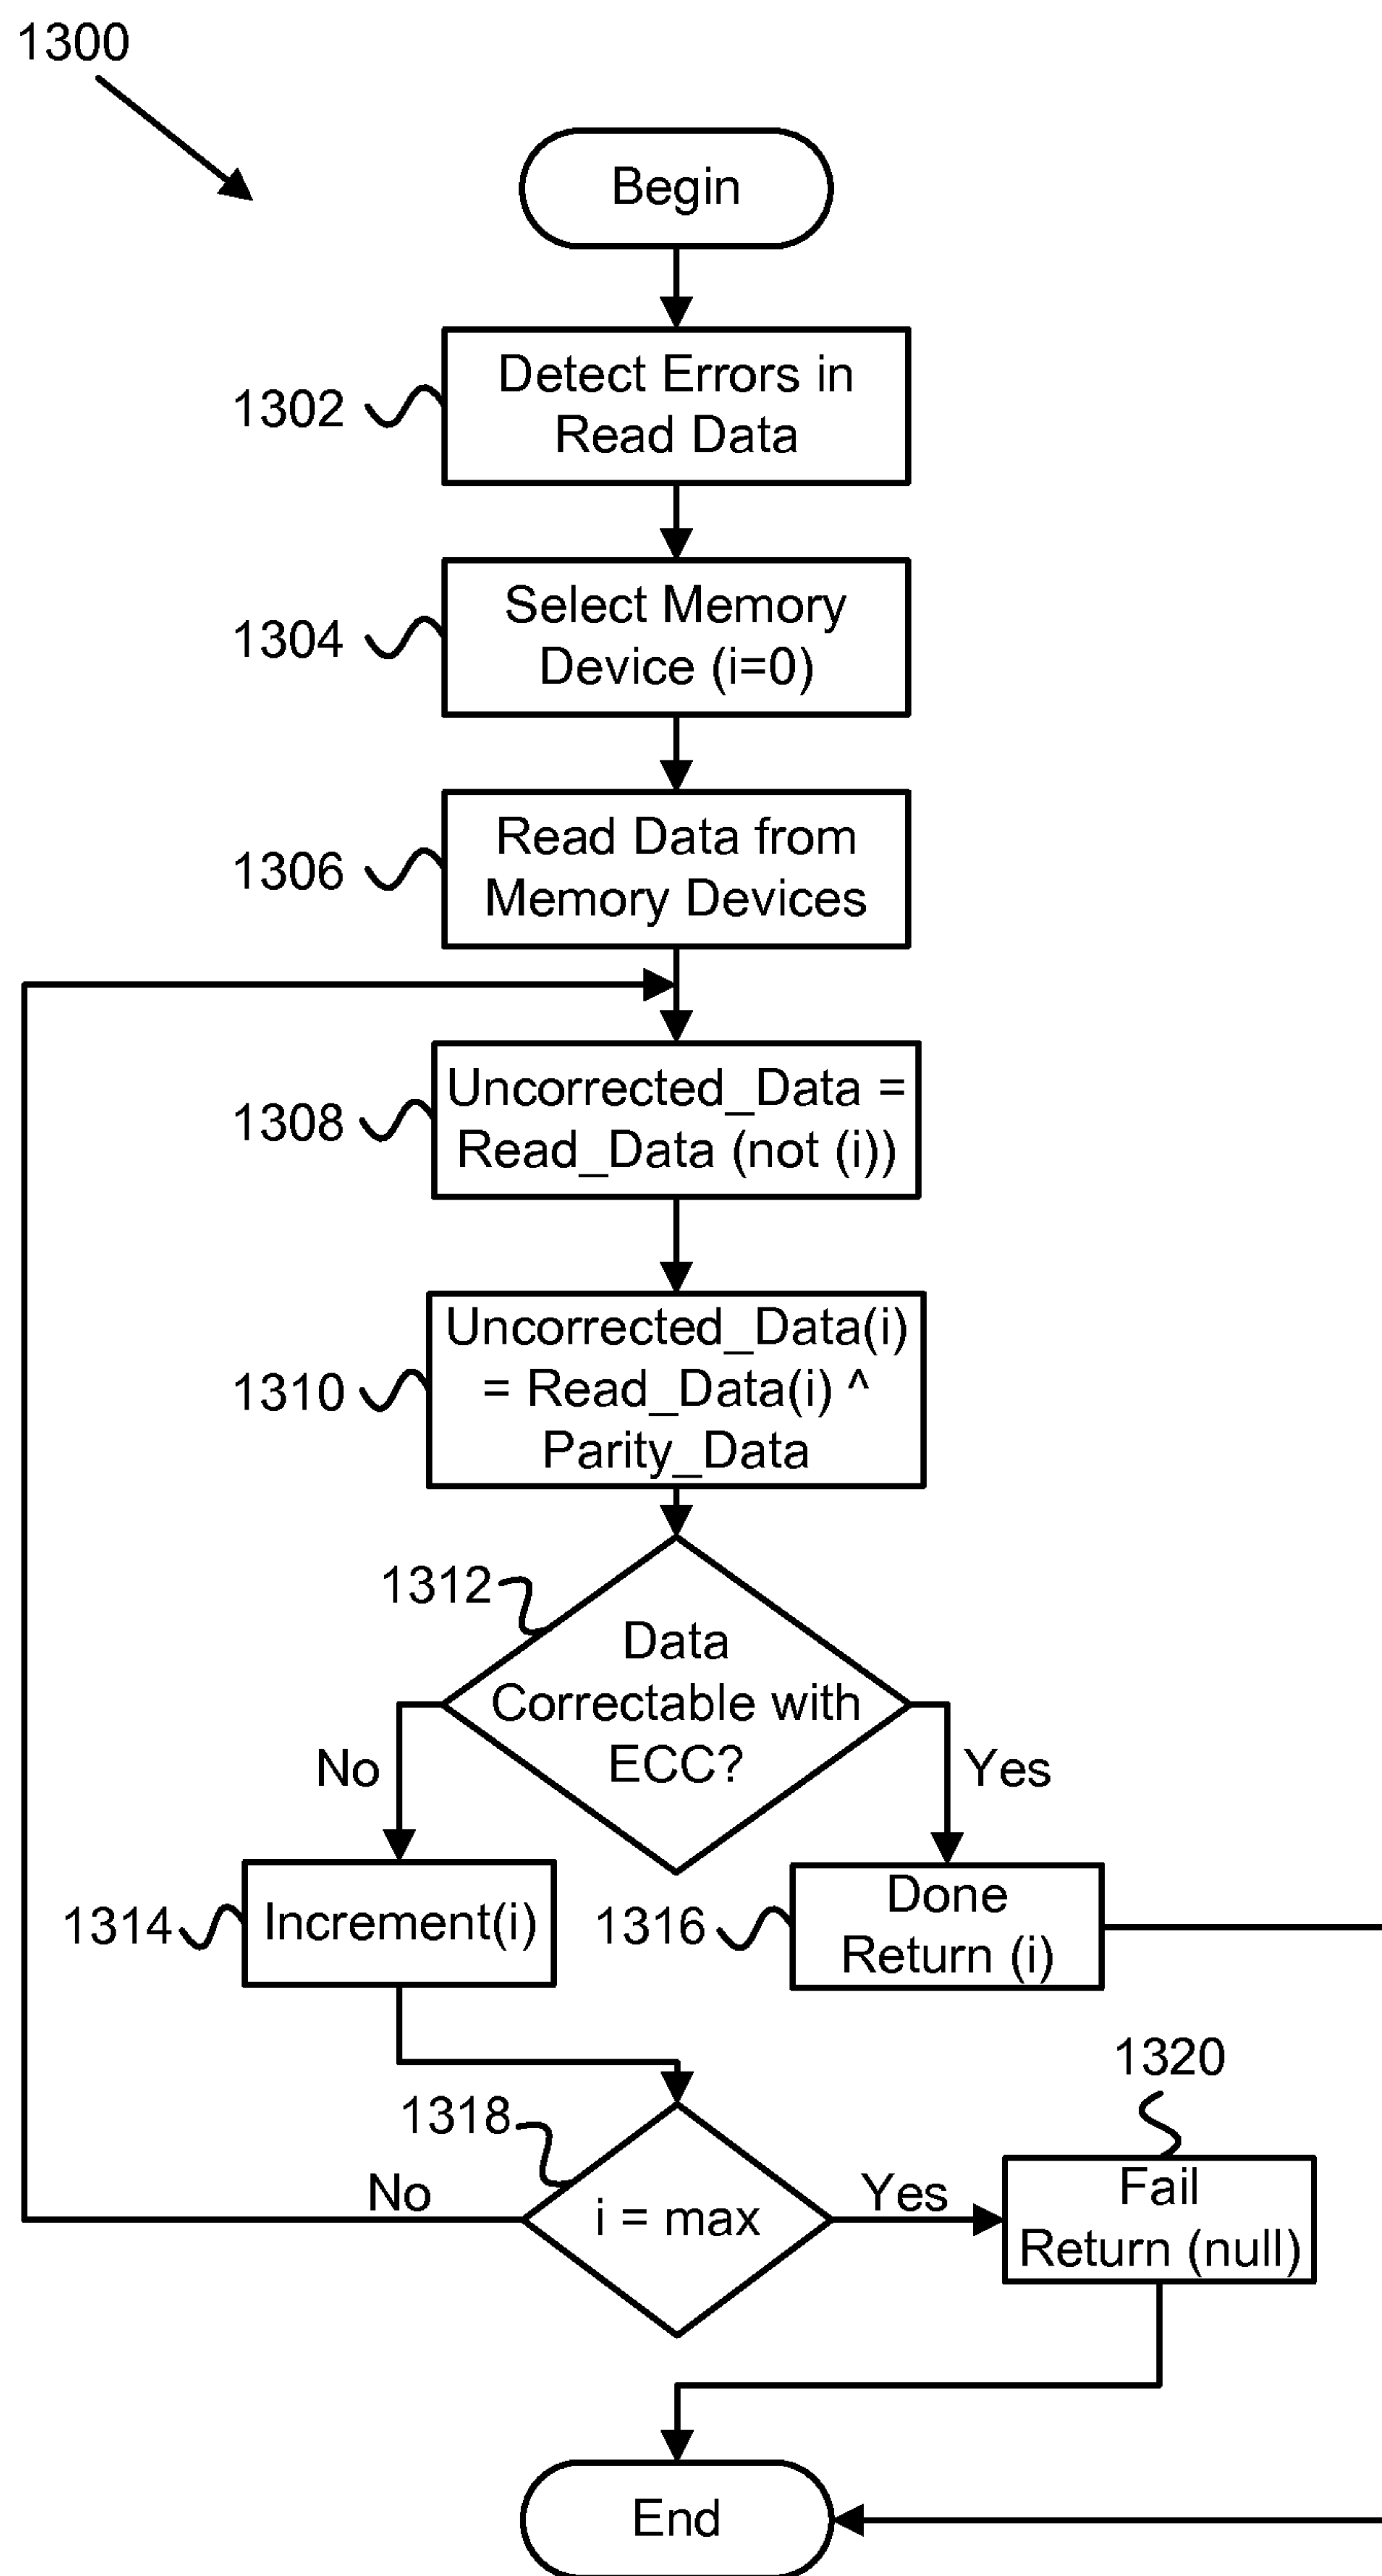 1300
Begin
1302
Detect Errors in
Read Data
1304
Select Memory
Device (i=0)
1306
Read Data from
Memory Devices
1308
Uncorrected_Data =
Read_Data (not (i))
1310
Uncorrected_Data(i)
= Read_Data(i) ^
Parity_Data
1312
Data
Correctable with
ECC?
No
Yes
1314
Increment(i)
1316
Done
Return (i)
1318
i = max
No
Yes
1320
Fail
Return (null)
End